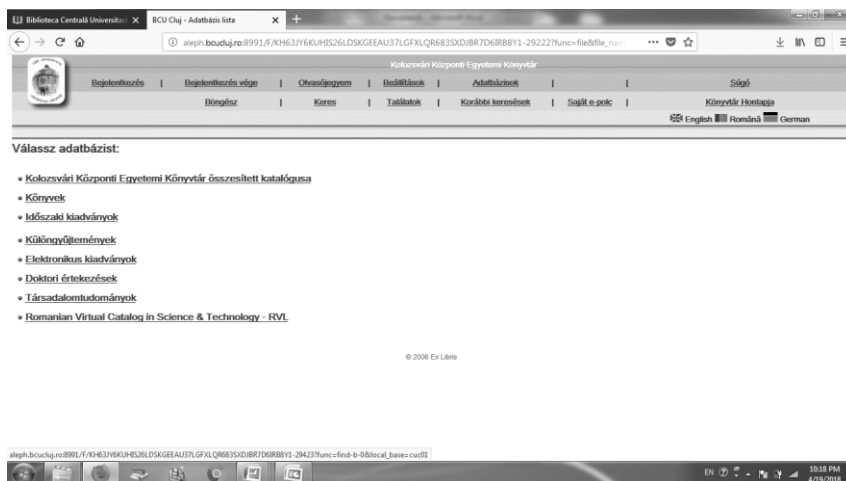 Biblioteca Centrală Universitar
BCU Cluj - Adatbázis lista
aleph.bcucluj.ro:8991/F/KH63JY6KUHIS26LDSKGEEAU37LGFXLQR683SXDJBR7D6IRB8Y1-29222?func=file&file_nam
Kolozsvári Központi Egyetemi Könyvtár
Bejelentkezés | Bejelentkezés vége | Olvasójegyem | Beállítások | Adatbázisok | | Súgó
Böngész | Keres | Találatok | Korábbi keresések | Saját e-polc | Könyvtár Honlapja
English Română German
Válassz adatbázist:
Kolozsvári Központi Egyetemi Könyvtár összesített katalógusa
Könyvek
Időszaki kiadványok
Különgyűjtemények
Elektronikus kiadványok
Doktori értekezések
Társadalomtudományok
Romanian Virtual Catalog in Science & Technology - RVL
© 2006 Ex Libris
aleph.bcucluj.ro:8991/F/KH63JY6KUHIS26LDSKGEEAU37LGFXLQR683SXDJBR7D6IRB8Y1-29423?func=find-b-0&local_base=cuc01
EN
10:18 PM
4/19/2018